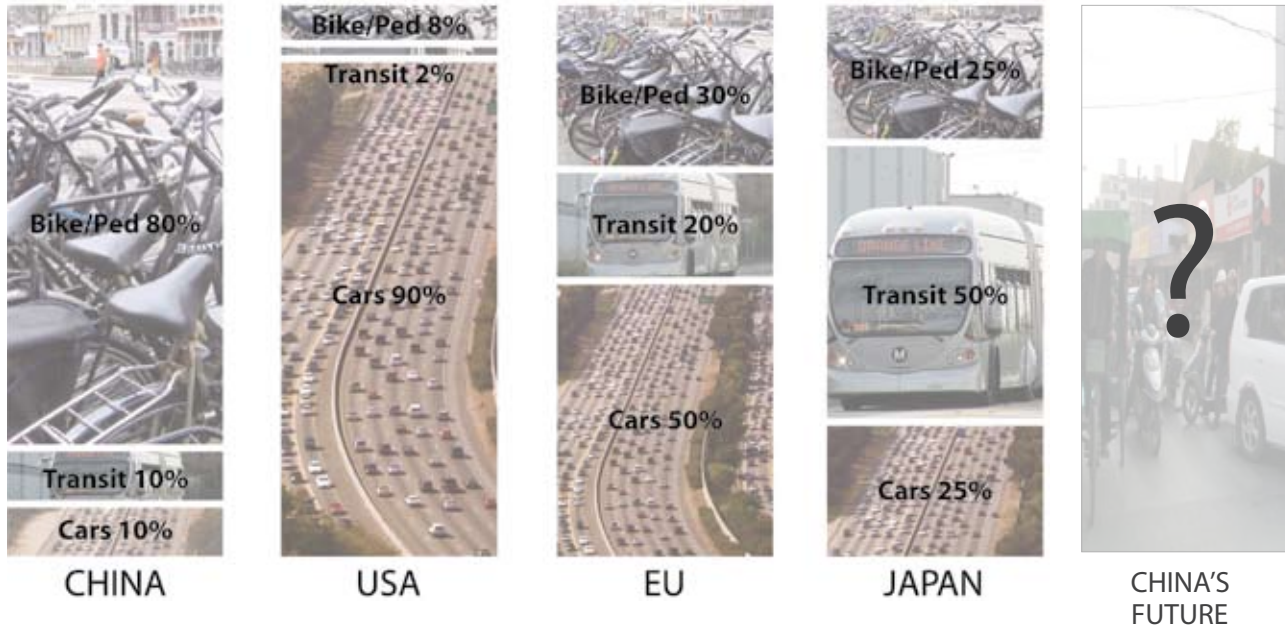 Bike/Ped 80%
Transit 10%
Cars 10%
CHINA
Bike/Ped 8%
Transit 2%
Cars 90%
USA
Bike/Ped 30%
Transit 20%
Cars 50%
EU
Bike/Ped 25%
Transit 50%
Cars 25%
JAPAN
?
CHINA'S
FUTURE